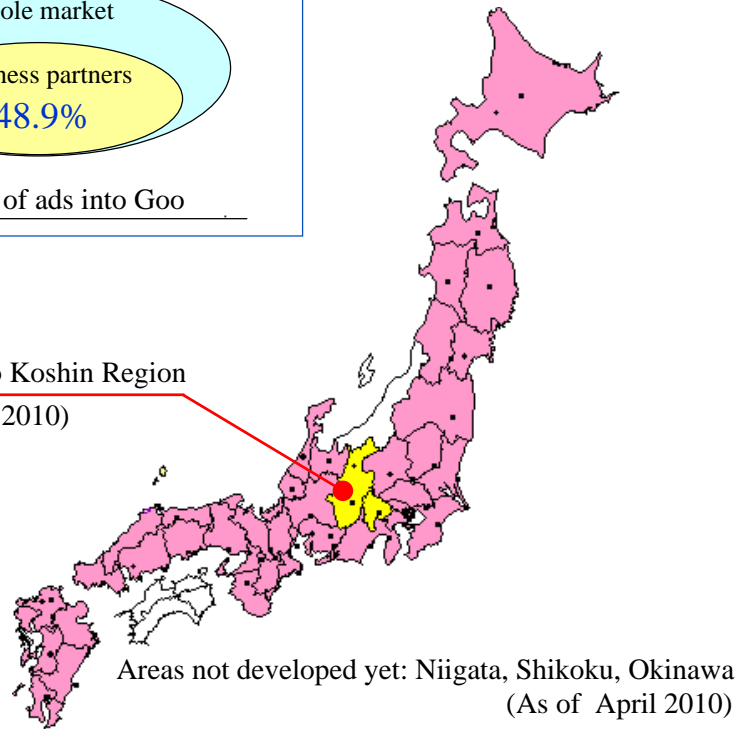 ole market
ness partners
48.9%
of ads into Goo
Koshin Region
2010)
Areas not developed yet: Niigata, Shikoku, Okinawa
(As of April 2010)